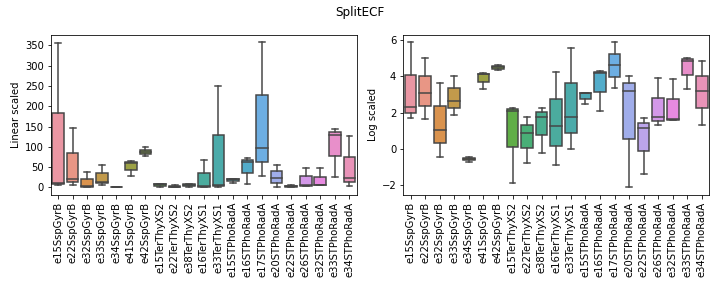 SplitECF
Linear scaled
350
300
250
200
150
100
50
0
e15SspGyrB
e22SspGyrB
e32SspGyrB
e33SspGyrB
e34SspGyrB
e41SspGyrB
e42SspGyrB
e15TerThyXS2
e22TerThyXS2
e38TerThyXS2
e16TerThyXS1
e33TerThyXS1
e15STPhoRadA
e16STPhoRadA
e17STPhoRadA
e20STPhoRadA
e22STPhoRadA
e26STPhoRadA
e32STPhoRadA
e33STPhoRadA
e34STPhoRadA
Log scaled
6
4
2
0
−2
e15SspGyrB
e22SspGyrB
e32SspGyrB
e33SspGyrB
e34SspGyrB
e41SspGyrB
e42SspGyrB
e15TerThyXS2
e22TerThyXS2
e38TerThyXS2
e16TerThyXS1
e33TerThyXS1
e15STPhoRadA
e16STPhoRadA
e17STPhoRadA
e20STPhoRadA
e22STPhoRadA
e26STPhoRadA
e32STPhoRadA
e33STPhoRadA
e34STPhoRadA